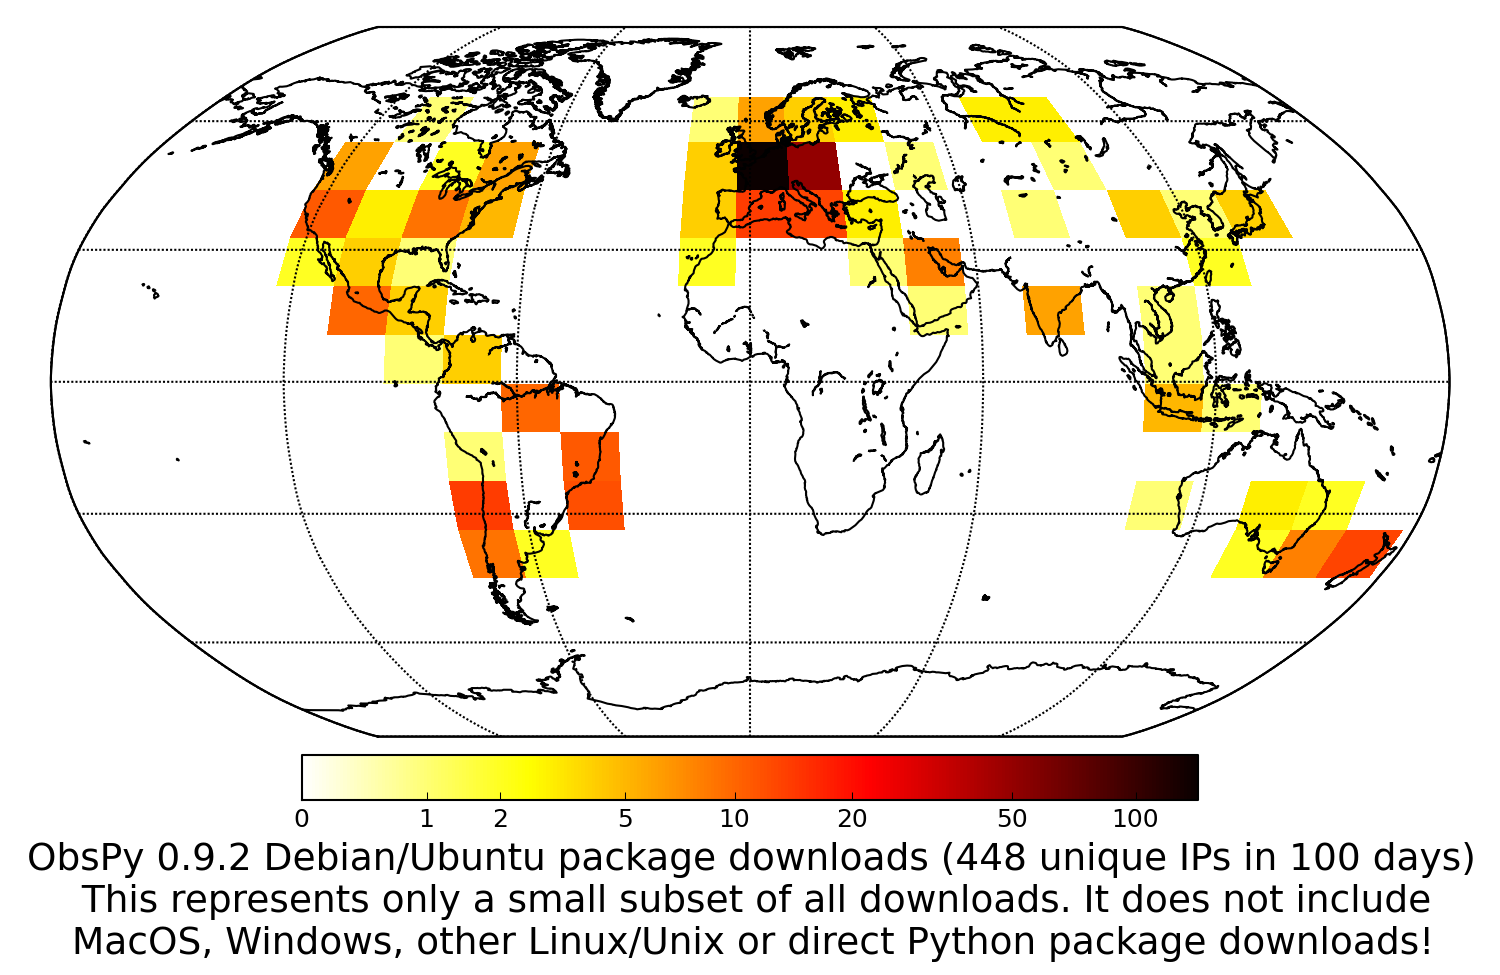 0 1 2 5 10 20 50 100
ObsPy 0.9.2 Debian/Ubuntu package downloads (448 unique IPs in 100 days)
This represents only a small subset of all downloads. It does not include
MacOS, Windows, other Linux/Unix or direct Python package downloads!